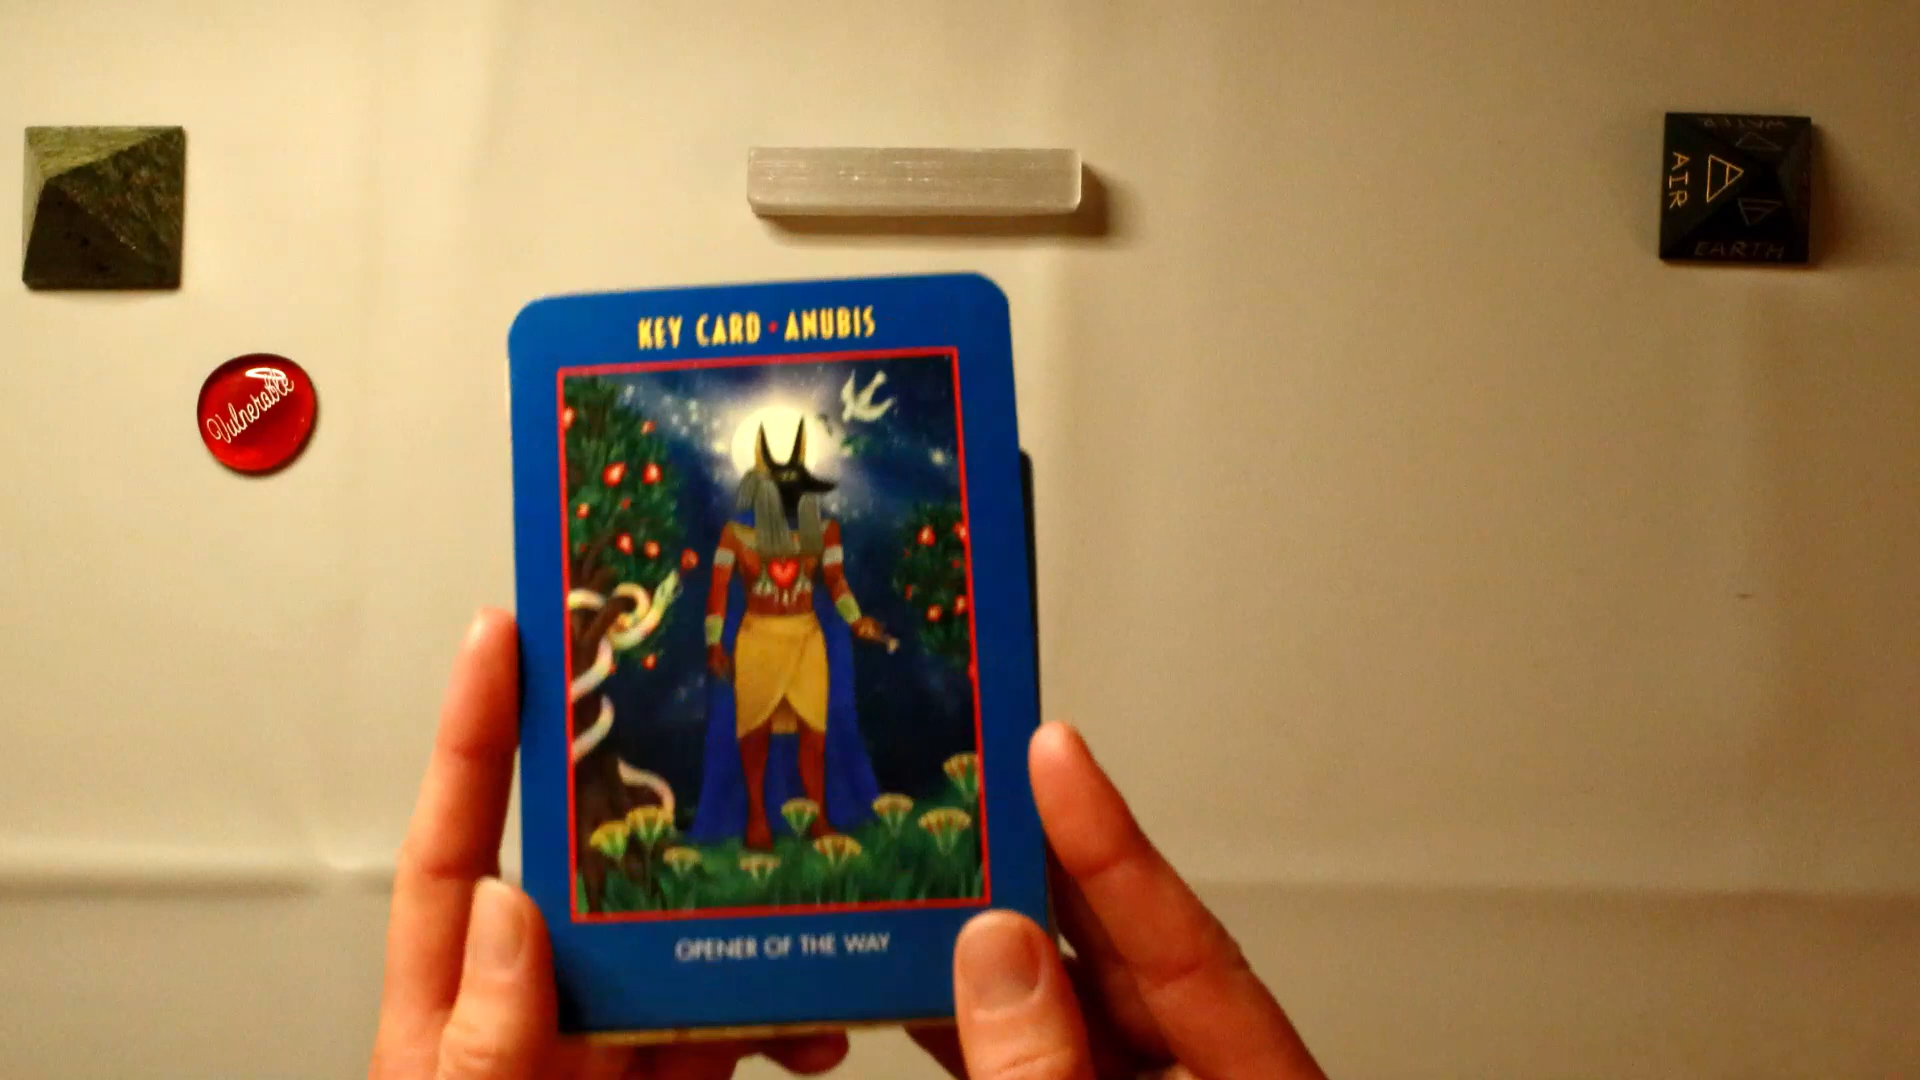 KEY CARD • ANUBIS
OPENER OF THE WAY
Vulnerable
AIR
EARTH